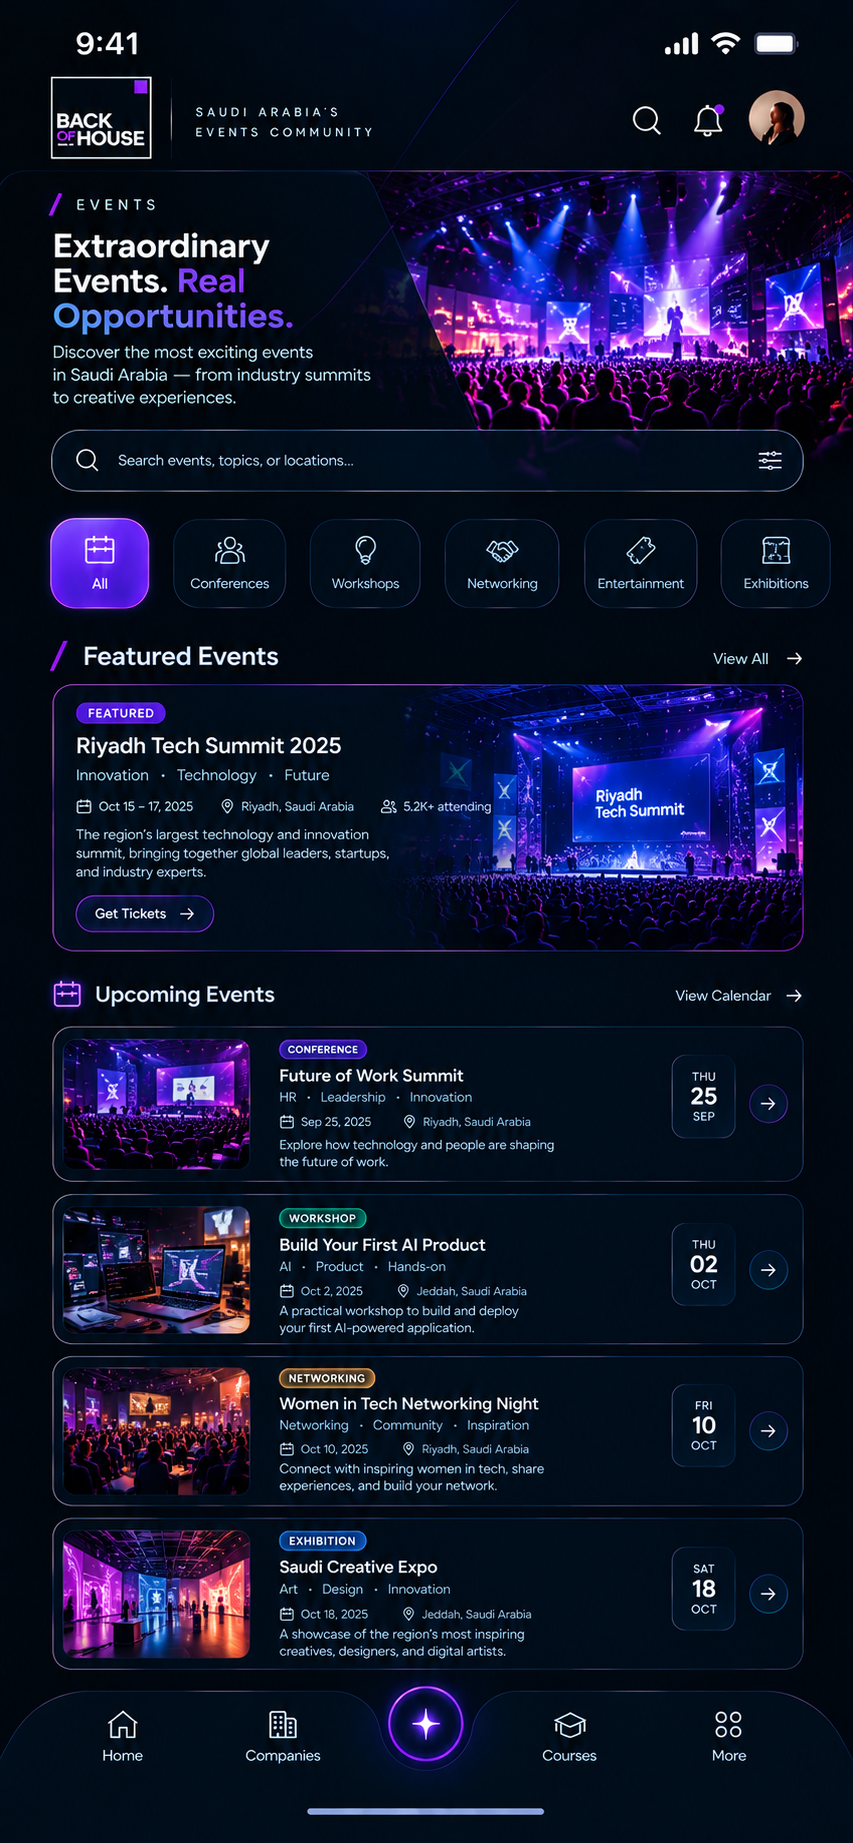 9:41
BACK
OF HOUSE
SAUDI ARABIA'S
EVENTS COMMUNITY
EVENTS
Extraordinary
Events. Real
Opportunities.
Discover the most exciting events
in Saudi Arabia — from industry summits
to creative experiences.
Search events, topics, or locations...
All
Conferences
Workshops
Networking
Entertainment
Exhibitions
Featured Events
View All
FEATURED
Riyadh Tech Summit 2025
Innovation • Technology • Future
Oct 15 – 17, 2025
Riyadh, Saudi Arabia
5.2K+ attending
The region's largest technology and innovation
summit, bringing together global leaders, startups,
and industry experts.
Get Tickets
Riyadh
Tech Summit
Upcoming Events
View Calendar
CONFERENCE
Future of Work Summit
HR • Leadership • Innovation
Sep 25, 2025
Riyadh, Saudi Arabia
Explore how technology and people are shaping
the future of work.
THU
25
SEP
WORKSHOP
Build Your First AI Product
AI • Product • Hands-on
Oct 2, 2025
Jeddah, Saudi Arabia
A practical workshop to build and deploy
your first AI-powered application.
THU
02
OCT
NETWORKING
Women in Tech Networking Night
Networking • Community • Inspiration
Oct 10, 2025
Riyadh, Saudi Arabia
Connect with inspiring women in tech, share
experiences, and build your network.
FRI
10
OCT
EXHIBITION
Saudi Creative Expo
Art • Design • Innovation
Oct 18, 2025
Jeddah, Saudi Arabia
A showcase of the region's most inspiring
creatives, designers, and digital artists.
SAT
18
OCT
Home
Companies
Courses
More